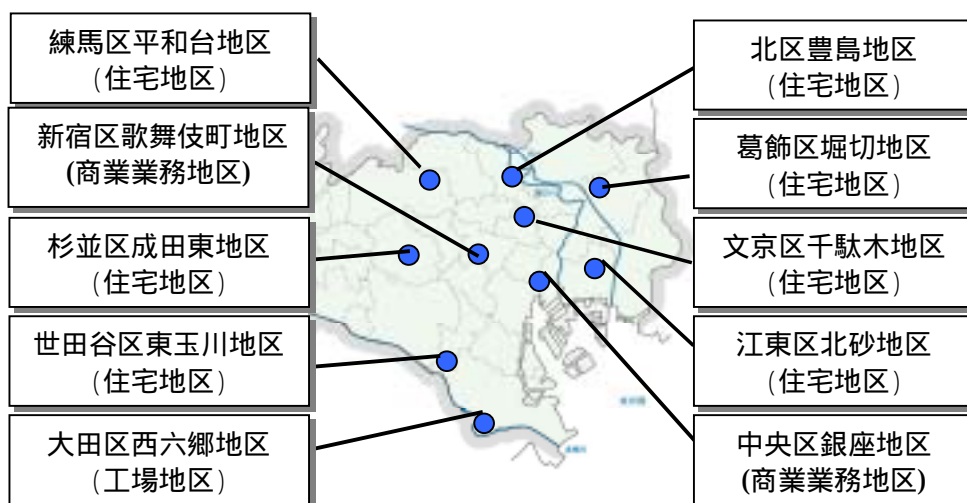 練馬区平和台地区
(住宅地区)
新宿区歌舞伎町地区
(商業業務地区)
杉並区成田東地区
(住宅地区)
世田谷区東玉川地区
(住宅地区)
大田区西六郷地区
(工場地区)
北区豊島地区
(住宅地区)
葛飾区堀切地区
(住宅地区)
文京区千駄木地区
(住宅地区)
江東区北砂地区
(住宅地区)
中央区銀座地区
(商業業務地区)